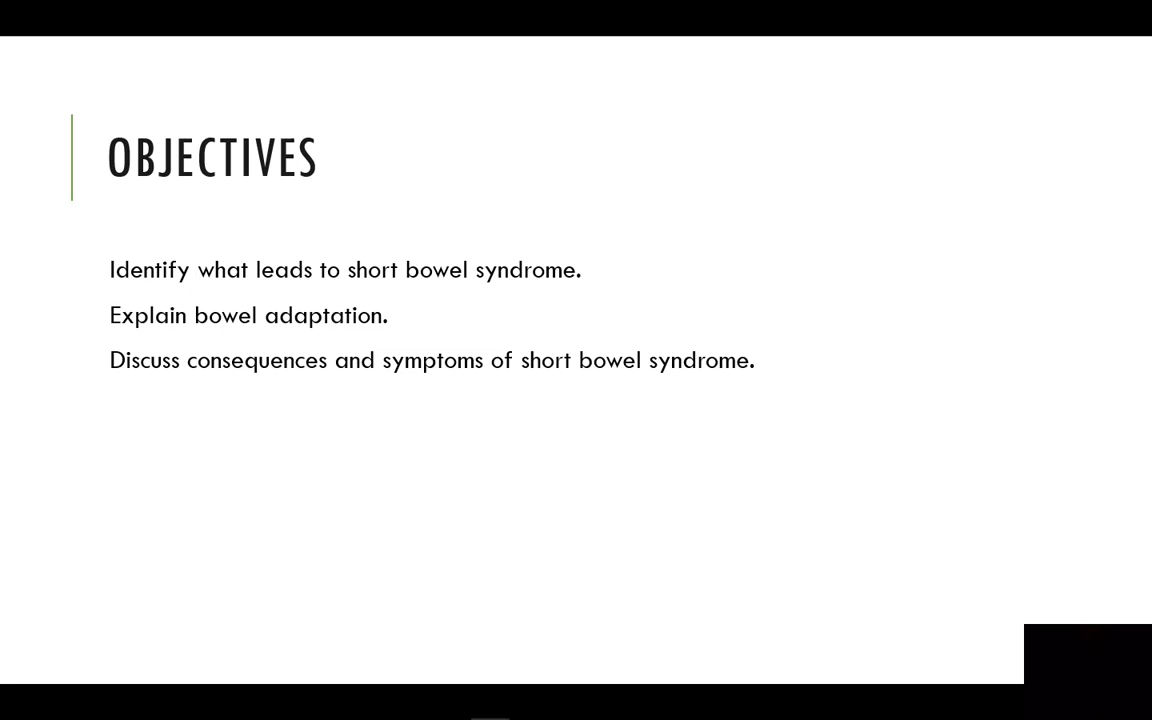 OBJECTIVES
Identify what leads to short bowel syndrome.
Explain bowel adaptation.
Discuss consequences and symptoms of short bowel syndrome.